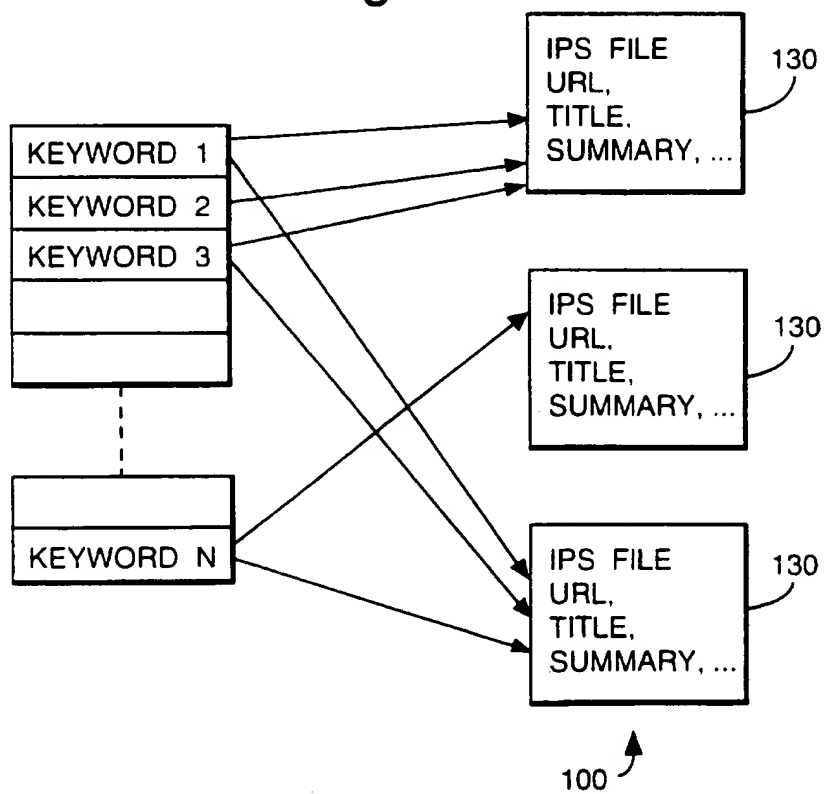 KEYWORD 1
KEYWORD 2
KEYWORD 3
KEYWORD N
IPS FILE
URL,
TITLE,
SUMMARY, ...
130
IPS FILE
URL,
TITLE,
SUMMARY, ...
130
IPS FILE
URL,
TITLE,
SUMMARY, ...
130
100